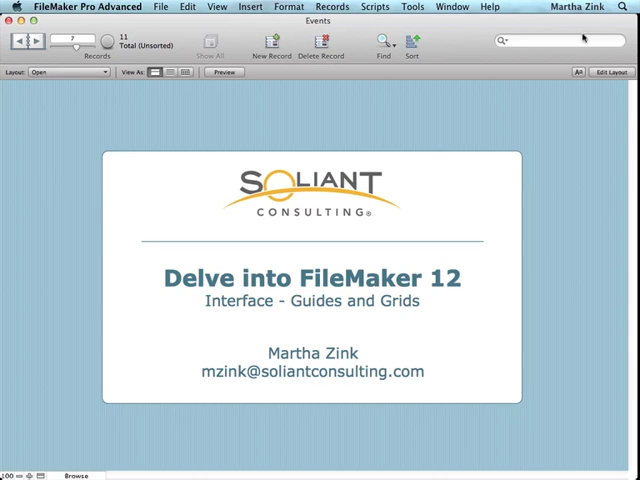 FileMaker Pro Advanced File Edit View Insert Format Records Scripts Tools Window Help Martha Zink
Events
7 11
Total (Unsorted)
Records Show All New Record Delete Record Find Sort
Layout: Open View As: Preview Aa Edit Layout
SOLIANT
CONSULTING®
Delve into FileMaker 12
Interface - Guides and Grids
Martha Zink
mzink@soliantconsulting.com
100 Browse